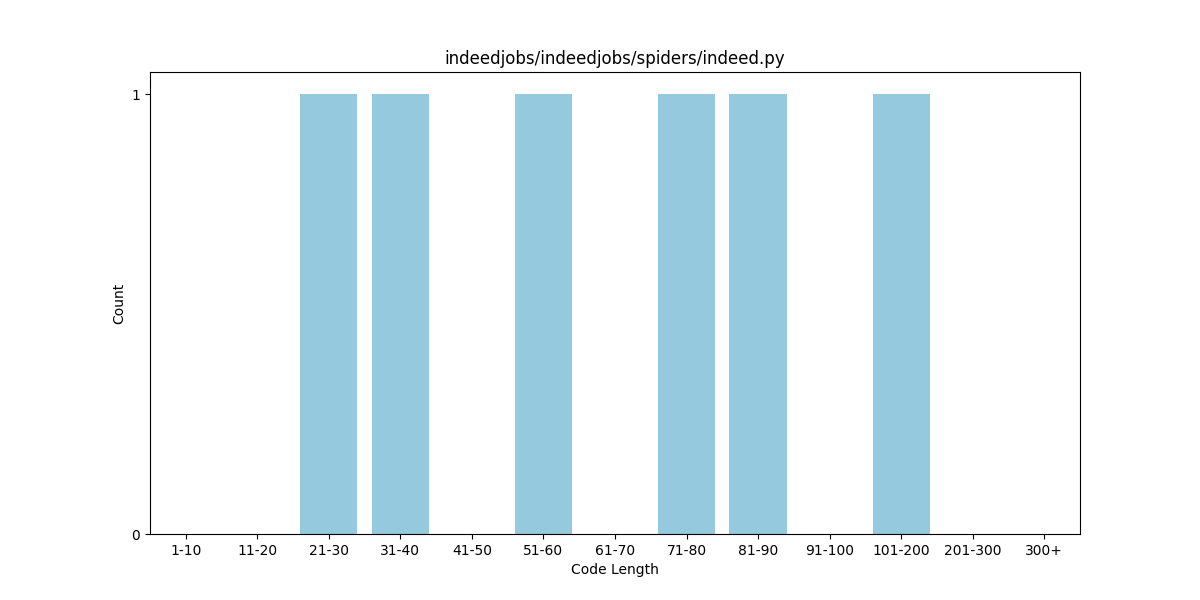 indeedjobs/indeedjobs/spiders/indeed.py
1
Count
0
1-10 11-20 21-30 31-40 41-50 51-60 61-70 71-80 81-90 91-100 101-200 201-300 300+
Code Length